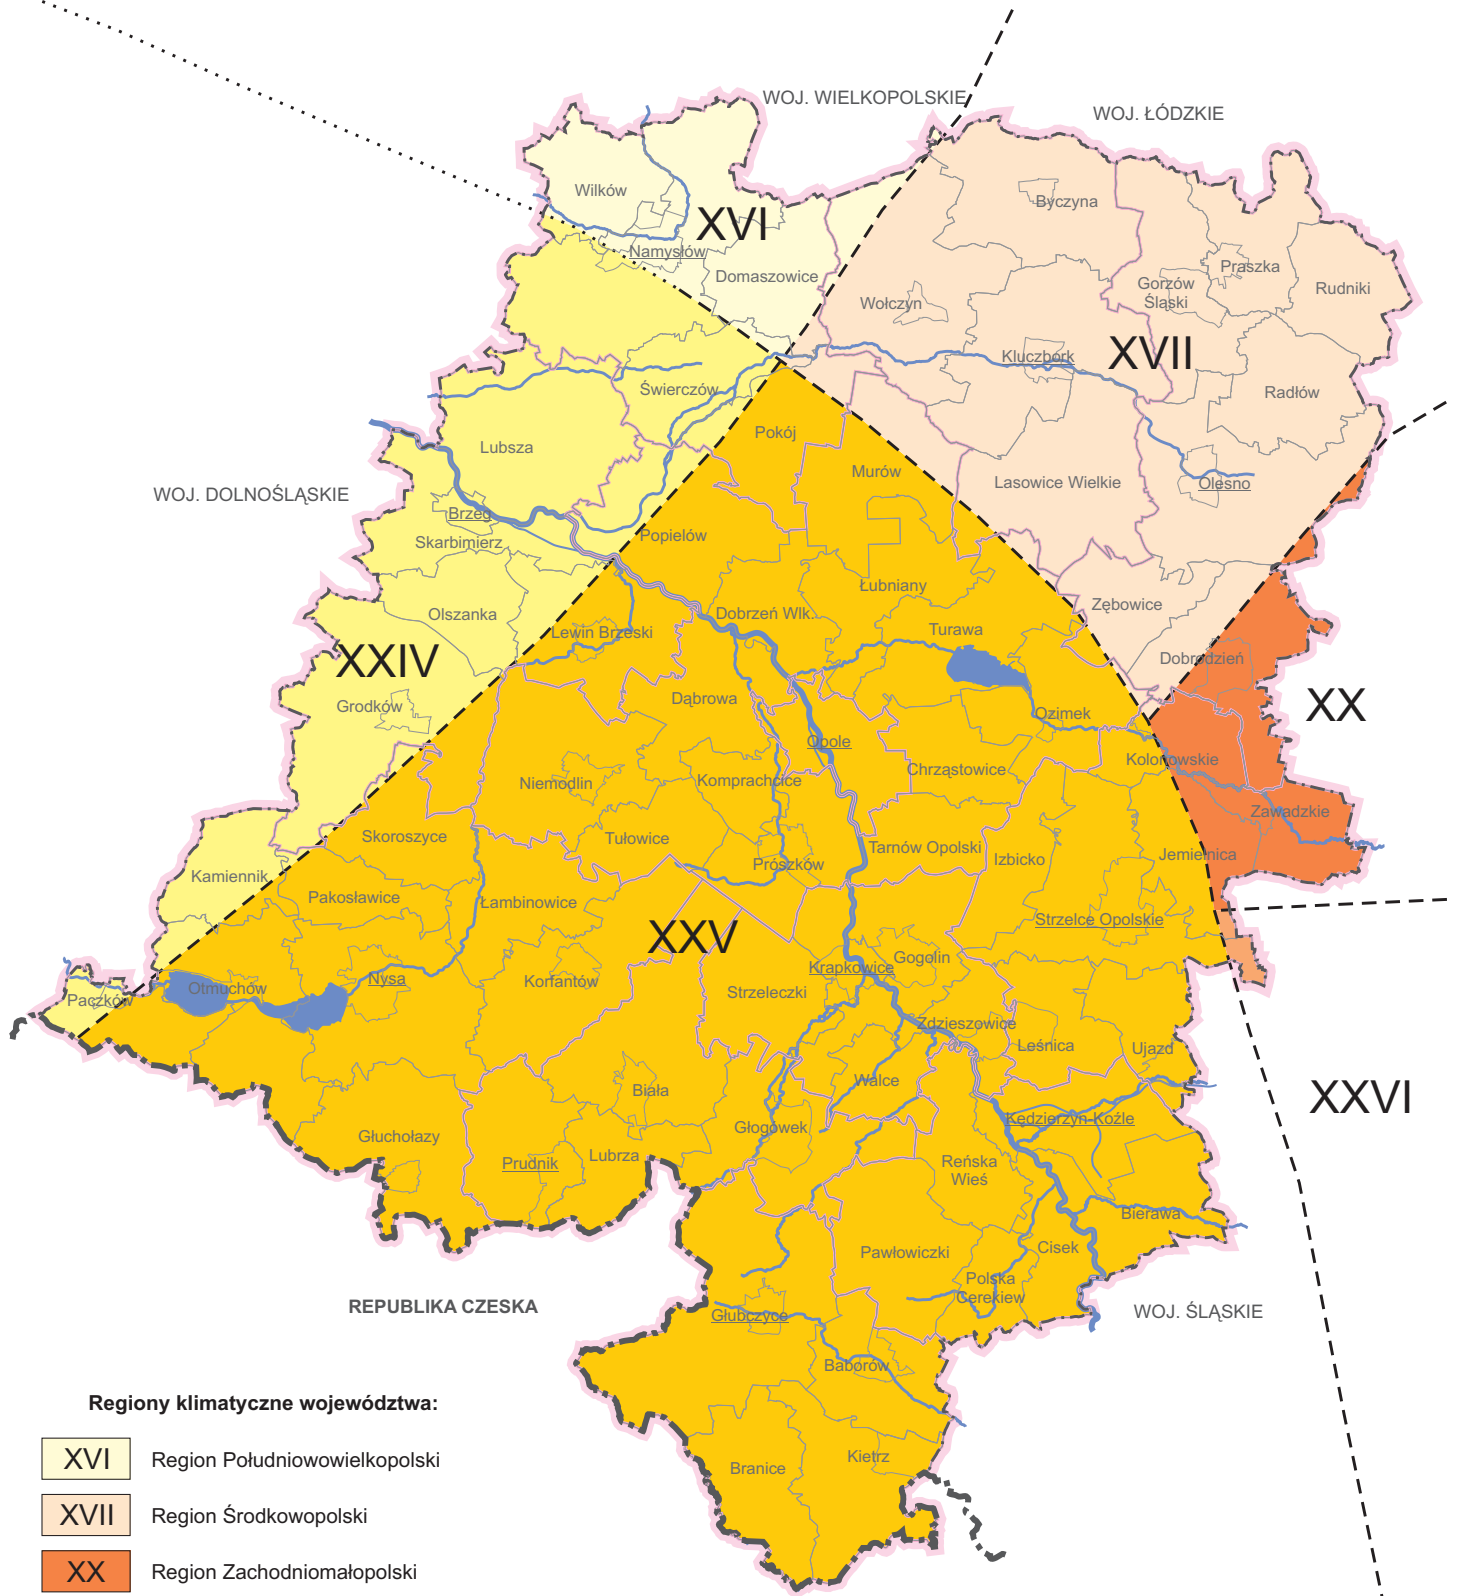 WOJ. WIELKOPOLSKIE
WOJ. ŁÓDZKIE
Wilków
XVI
Byczyna
Namysłów
Domaszowice
Praszka
Gorzów
Śląski
Rudniki
Wołczyn
Kluczbork
XVII
Świerczów
Radłów
Pokój
Lubsza
Murów
Lasowice Wielkie
Olesno
WOJ. DOLNOŚLĄSKIE
Brzeg
Skarbimierz
Popielów
Łubniany
Olszanka
Dobrzeń Wlk.
Zębowice
Lewin Brzeski
Turawa
XXIV
Dobrodzień
Grodków
Dąbrowa
XX
Ozimek
Opole
Kolonowskie
Chrząstowice
Niemodlin
Komprachcice
Zawadzkie
Skoroszyce
Tułowice
Tarnów Opolski
Izbicko
Jemielnica
Prószków
Kamiennik
Pakosławice
Łambinowice
Strzelce Opolskie
XXV
Gogolin
Krapkowice
Nysa
Korfantów
Otmuchów
Strzeleczki
Paczków
Zdzieszowice
Leśnica
Ujazd
Walce
Biała
XXVI
Kędzierzyn-Koźle
Głogówek
Głuchołazy
Prudnik
Lubrza
Reńska
Wieś
Bierawa
Pawłowiczki
Cisek
Polska
Cerekiew
REPUBLIKA CZESKA
Głubczyce
WOJ. ŚLĄSKIE
Baborów
Kietrz
Branice
Regiony klimatyczne województwa:
XVI Region Południowowielkopolski
XVII Region Środkowopolski
XX Region Zachodniomałopolski